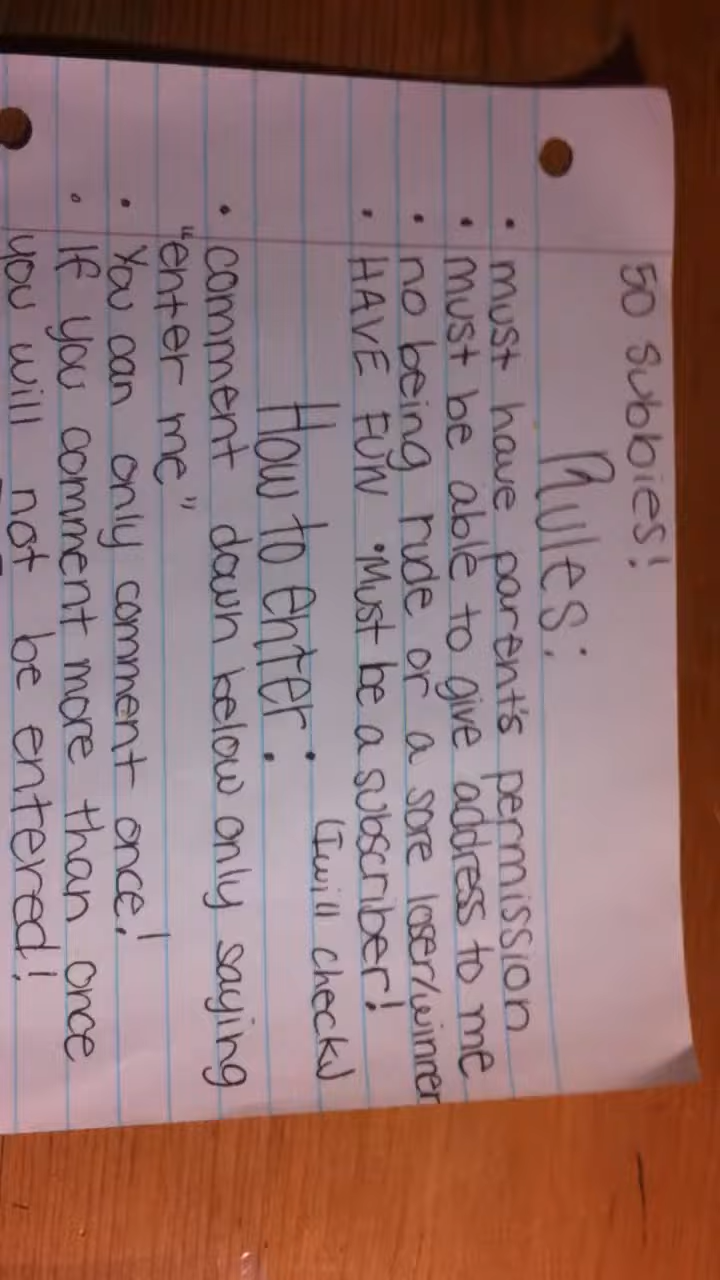 50 subbies!
Rules:
• must have parent's permission
• must be able to give address to me
• no being rude or a sore loser/winner
• HAVE FUN • Must be a subscriber!
(I will check)
How to enter:
• comment down below only saying
"enter me"
• You can only comment once!
• If you comment more than once
you will not be entered!